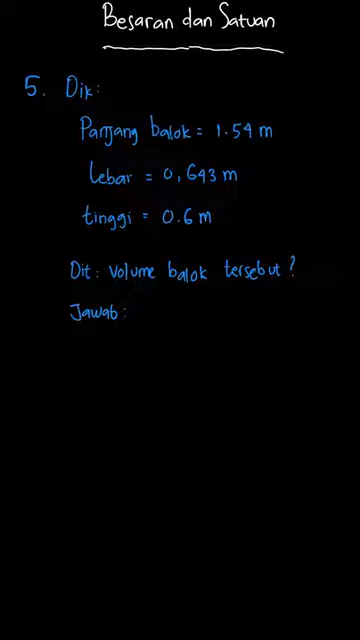 Besaran dan Satuan
5. Dik:
Panjang balok = 1.54 m
lebar = 0,643 m
tinggi = 0.6 m
Dit: Volume balok tersebut?
Jawab: